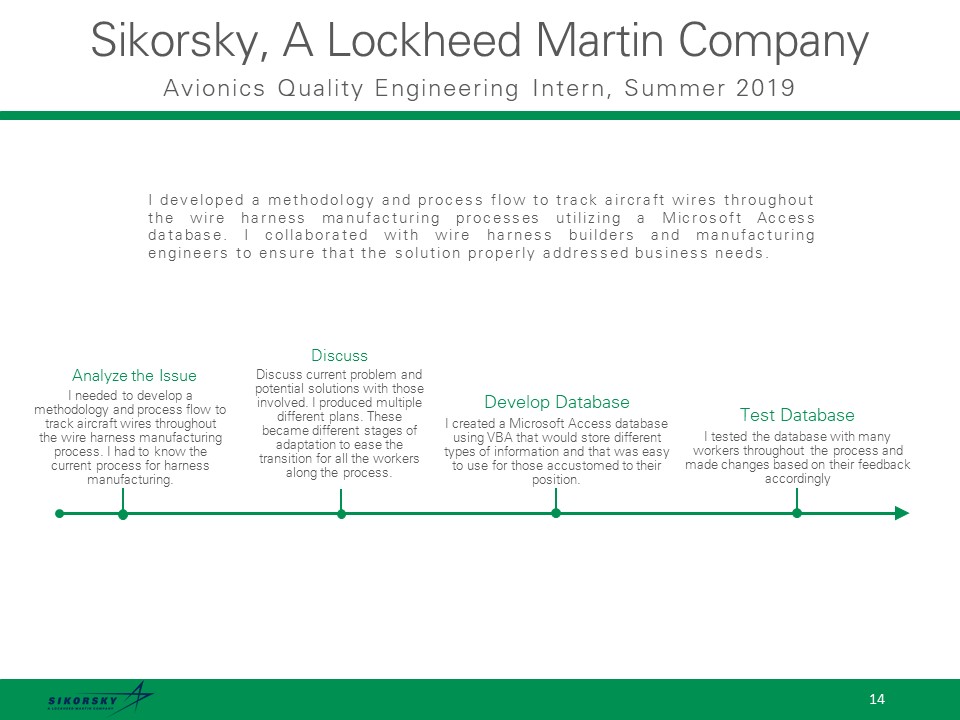 Sikorsky, A Lockheed Martin Company
Avionics Quality Engineering Intern, Summer 2019
I developed a methodology and process flow to track aircraft wires throughout
the wire harness manufacturing processes utilizing a Microsoft Access
database. I collaborated with wire harness builders and manufacturing
engineers to ensure that the solution properly addressed business needs.
Analyze the Issue
I needed to develop a
methodology and process flow to
track aircraft wires throughout
the wire harness manufacturing
process. I had to know the
current process for harness
manufacturing.
Discuss
Discuss current problem and
potential solutions with those
involved. I produced multiple
different plans. These
became different stages of
adaptation to ease the
transition for all the workers
along the process.
Develop Database
I created a Microsoft Access database
using VBA that would store different
types of information and that was easy
to use for those accustomed to their
position.
Test Database
I tested the database with many
workers throughout the process and
made changes based on their feedback
accordingly
SIKORSKY
A LOCKHEED MARTIN COMPANY
14